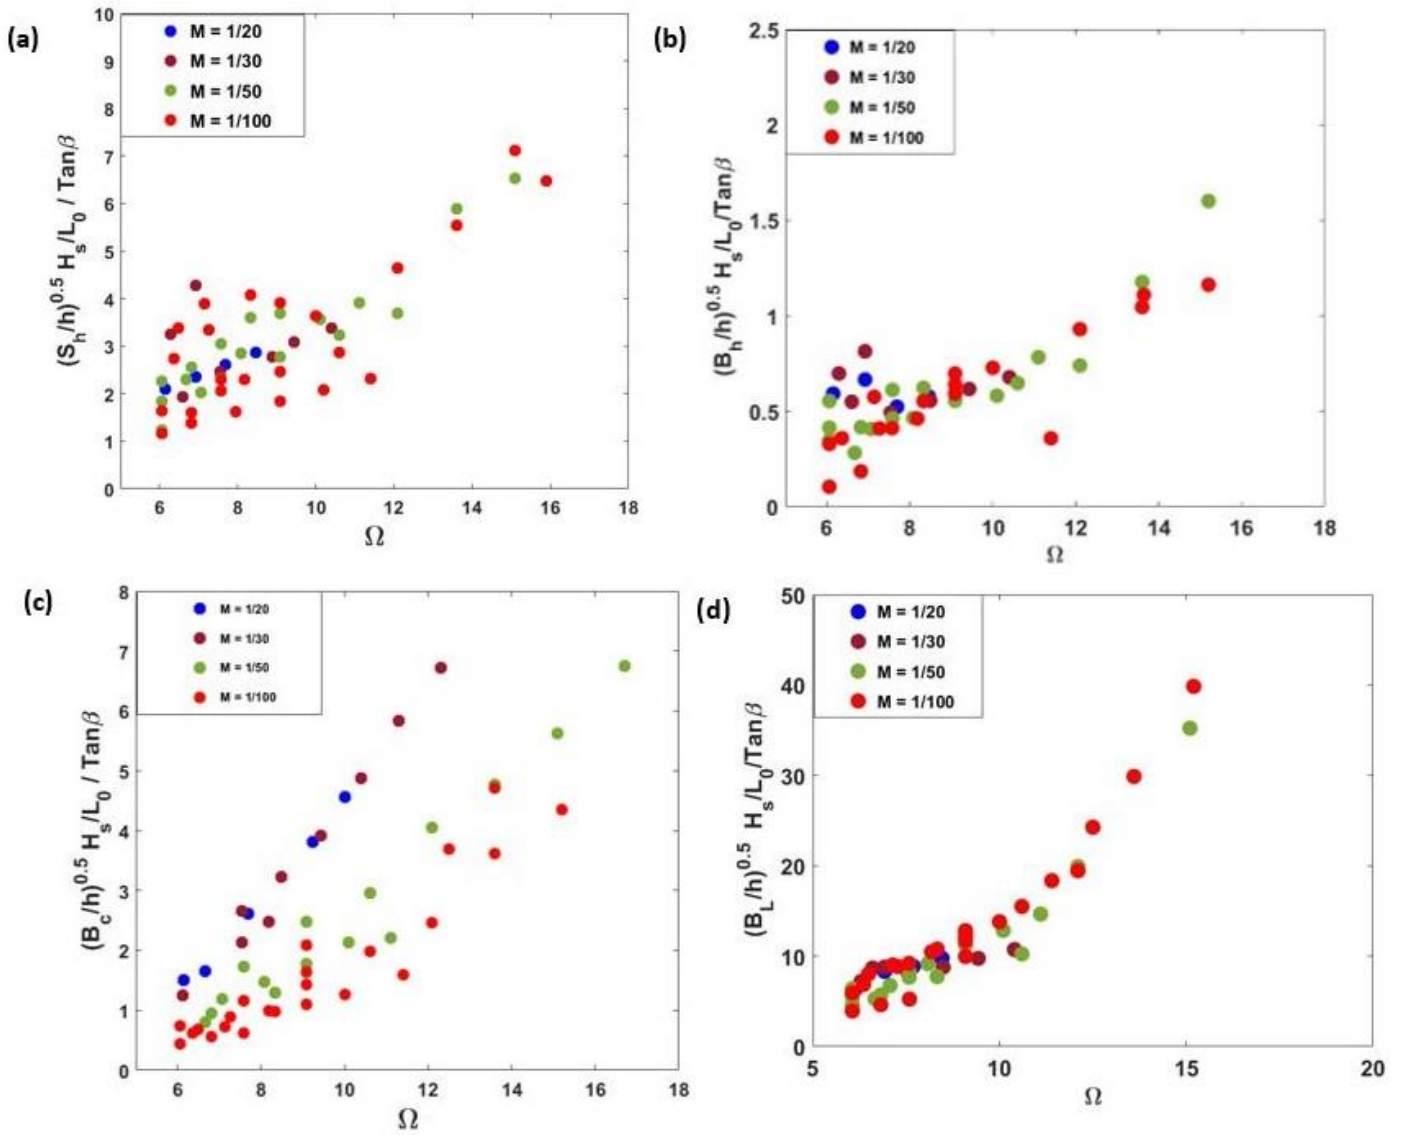 (a)
M = 1/20
M = 1/30
M = 1/50
M = 1/100
(S_h/h)^0.5 H_s/L_0 / Tanβ
10
9
8
7
6
5
4
3
2
1
0
6 8 10 12 14 16 18
Ω
(b)
M = 1/20
M = 1/30
M = 1/50
M = 1/100
(B_h/h)^0.5 H_s/L_0/Tanβ
2.5
2
1.5
1
0.5
0
6 8 10 12 14 16 18
Ω
(c)
M = 1/20
M = 1/30
M = 1/50
M = 1/100
(B_c/h)^0.5 H_s/L_0 / Tanβ
8
7
6
5
4
3
2
1
0
6 8 10 12 14 16 18
Ω
(d)
M = 1/20
M = 1/30
M = 1/50
M = 1/100
(B_L/h)^0.5 H_s/L_0/Tanβ
50
40
30
20
10
0
5 10 15 20
Ω